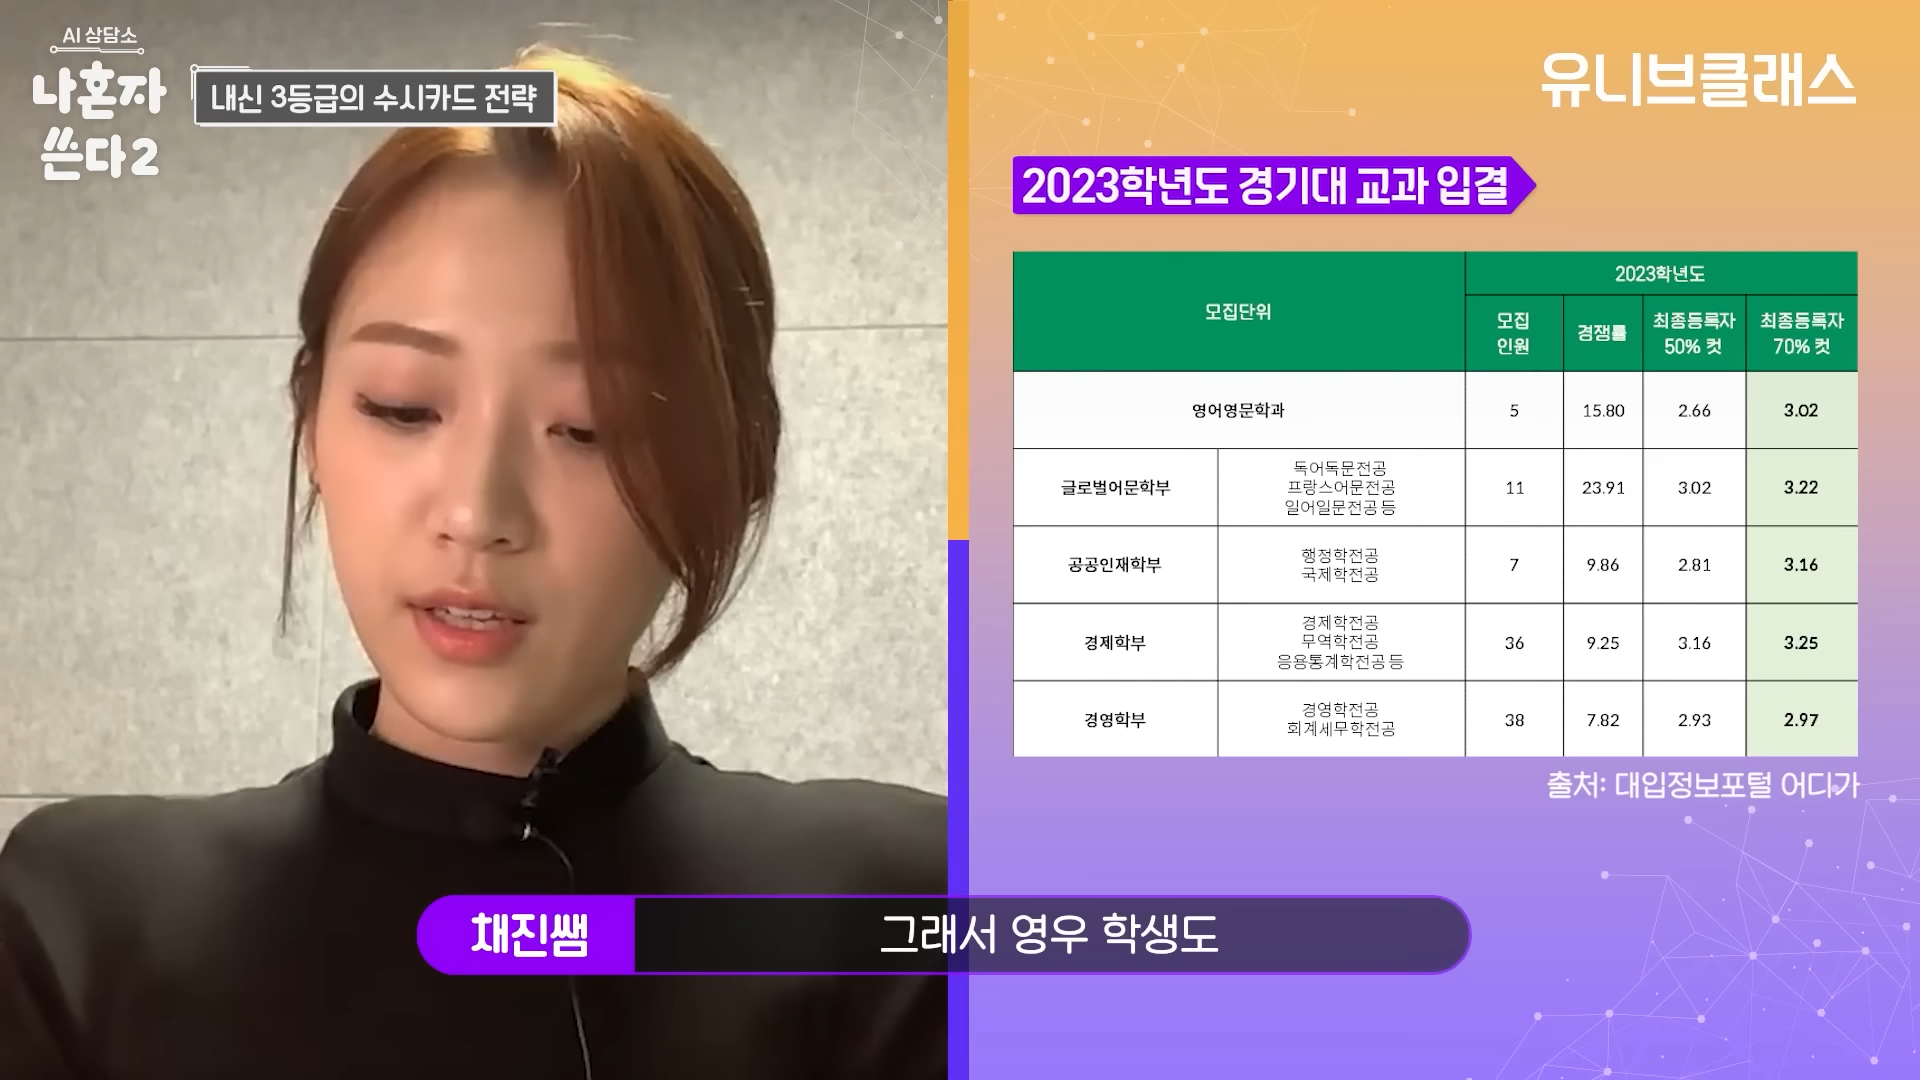 AI 상담소
나혼자
쓴다2
내신 3등급의 수시카드 전략
유니브클래스
2023학년도 경기대 교과 입결
모집단위
2023학년도
모집
인원
경쟁률
최종등록자
50% 컷
최종등록자
70% 컷
영어영문학과 5 15.80 2.66 3.02
글로벌어문학부
독어독문전공
프랑스어문전공
일어일문전공 등
11 23.91 3.02 3.22
공공인재학부
행정학전공
국제학전공
7 9.86 2.81 3.16
경제학부
경제학전공
무역학전공
응용통계학전공 등
36 9.25 3.16 3.25
경영학부
경영학전공
회계세무학전공
38 7.82 2.93 2.97
출처: 대입정보포털 어디가
채진쌤
그래서 영우 학생도